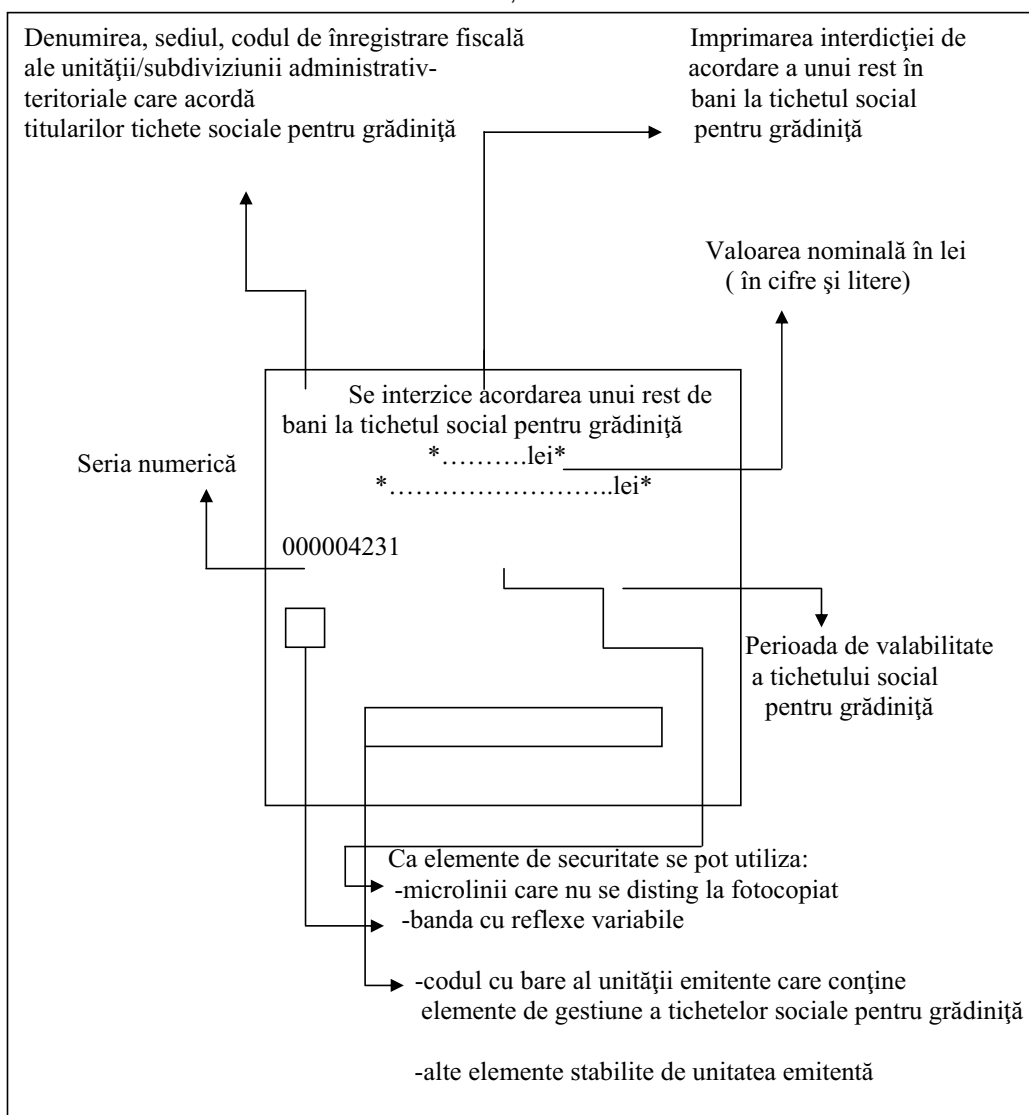 Denumirea, sediul, codul de înregistrare fiscală
ale unităţii/subdiviziunii administrativ-
teritoriale care acordă
titularilor tichete sociale pentru grădiniţă
Imprimarea interdicţiei de
acordare a unui rest în
bani la tichetul social
pentru grădiniţă
Valoarea nominală în lei
( în cifre şi litere)
Se interzice acordarea unui rest de
bani la tichetul social pentru grădiniţă
*……….lei*
*……………………..lei*
Seria numerică
000004231
Perioada de valabilitate
a tichetului social
pentru grădiniţă
Ca elemente de securitate se pot utiliza:
-microlinii care nu se disting la fotocopiat
-banda cu reflexe variabile
-codul cu bare al unităţii emitente care conţine
elemente de gestiune a tichetelor sociale pentru grădiniţă
-alte elemente stabilite de unitatea emitentă